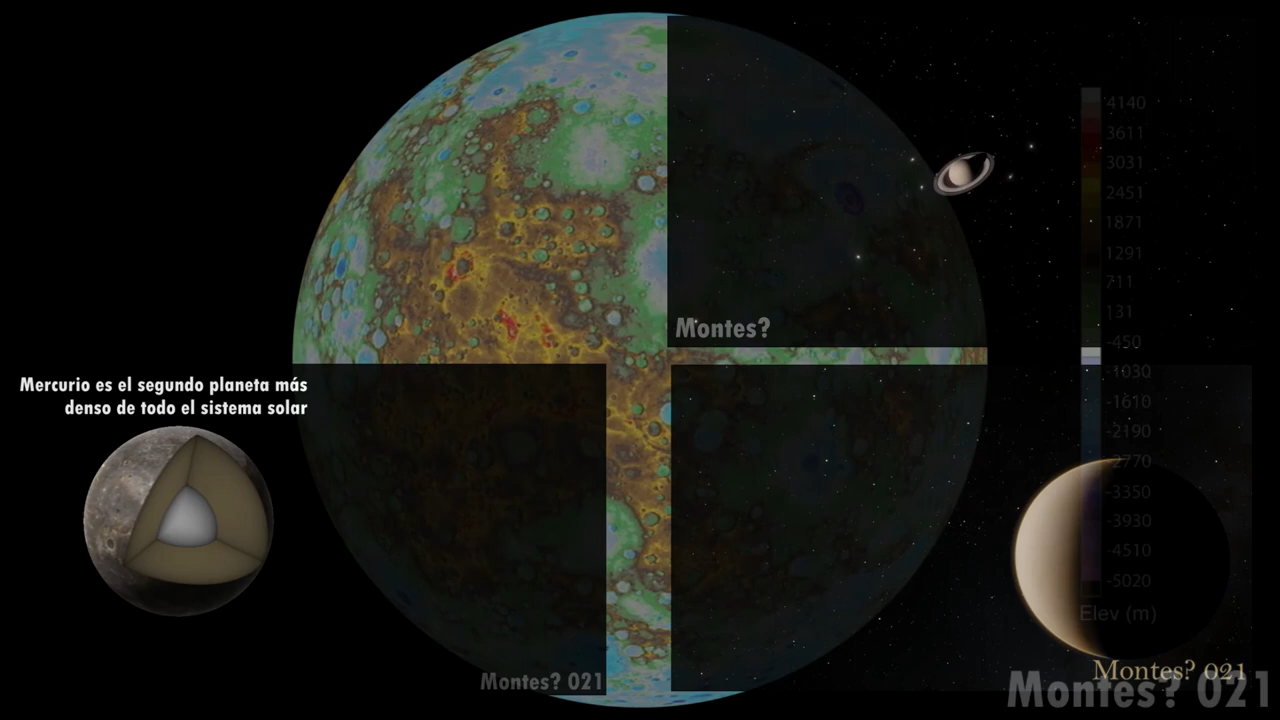 4140
3611
3031
2451
1871
1291
711
131
-450
-1030
-1610
-2190
-2770
-3350
-3930
-4510
-5020
Elev (m)
Montes?
Mercurio es el segundo planeta más
denso de todo el sistema solar
Montes? 021
Montes? 021
Montes? 021